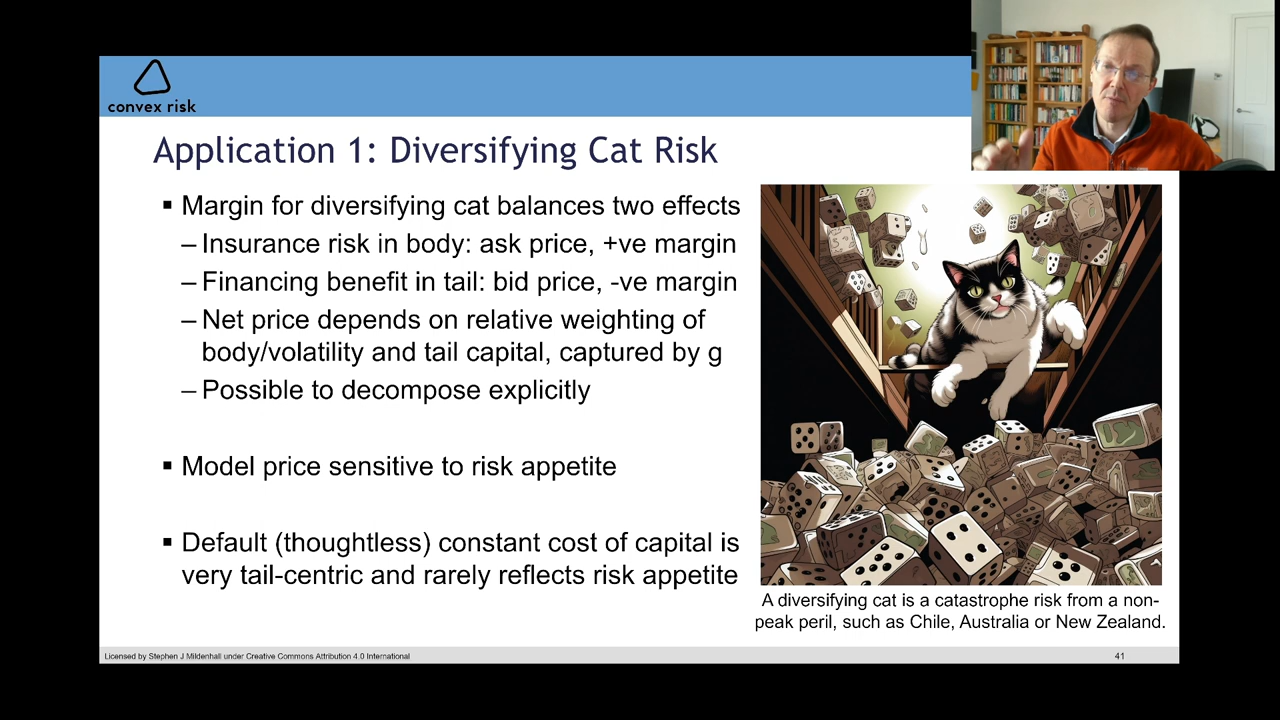 convex risk
Application 1: Diversifying Cat Risk
▪ Margin for diversifying cat balances two effects
– Insurance risk in body: ask price, +ve margin
– Financing benefit in tail: bid price, -ve margin
– Net price depends on relative weighting of
body/volatility and tail capital, captured by g
– Possible to decompose explicitly
▪ Model price sensitive to risk appetite
▪ Default (thoughtless) constant cost of capital is
very tail-centric and rarely reflects risk appetite
A diversifying cat is a catastrophe risk from a non-
peak peril, such as Chile, Australia or New Zealand.
Licensed by Stephen J Mildenhall under Creative Commons Attribution 4.0 International
41